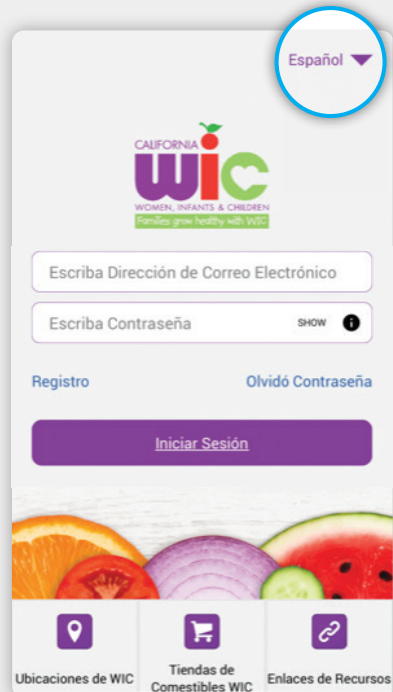 Español
CALIFORNIA
WIC
WOMEN, INFANTS & CHILDREN
Families grow healthy with WIC
Escriba Dirección de Correo Electrónico
Escriba Contraseña SHOW i
Registro Olvidó Contraseña
Iniciar Sesión
Ubicaciones de WIC
Tiendas de
Comestibles WIC
Enlaces de Recursos